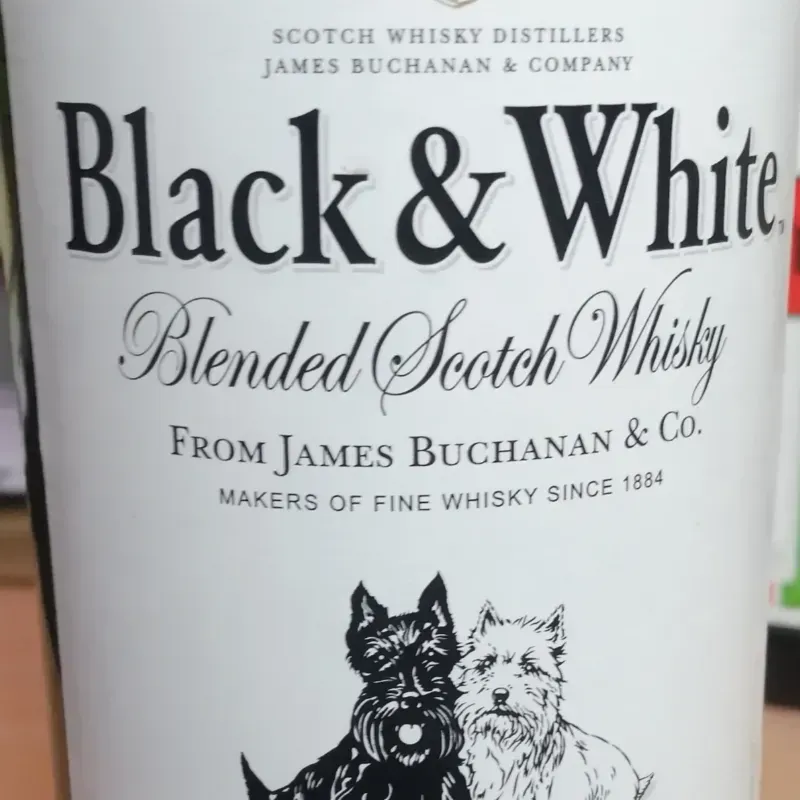 SCOTCH WHISKY DISTILLERS
JAMES BUCHANAN & COMPANY
Black & White™
Blended Scotch Whisky
FROM JAMES BUCHANAN & CO.
MAKERS OF FINE WHISKY SINCE 1884